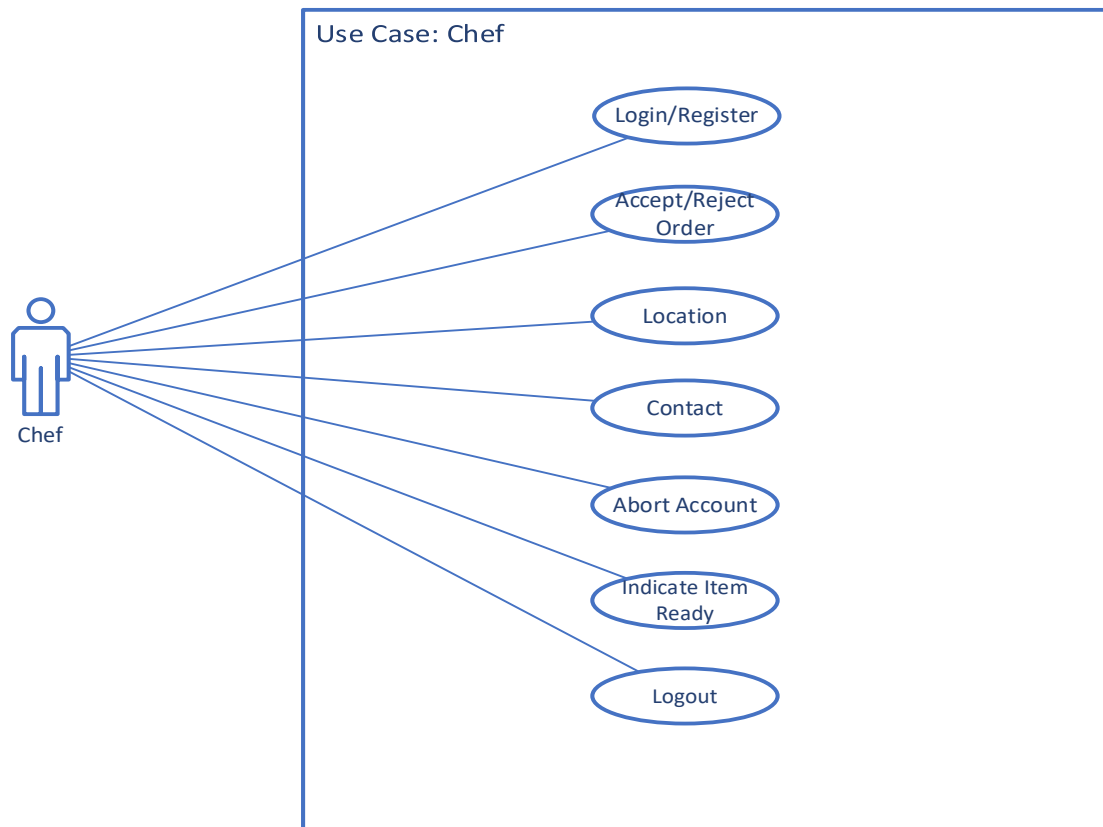 Use Case: Chef
Login/Register
Accept/Reject
Order
Location
Contact
Chef
Abort Account
Indicate Item
Ready
Logout